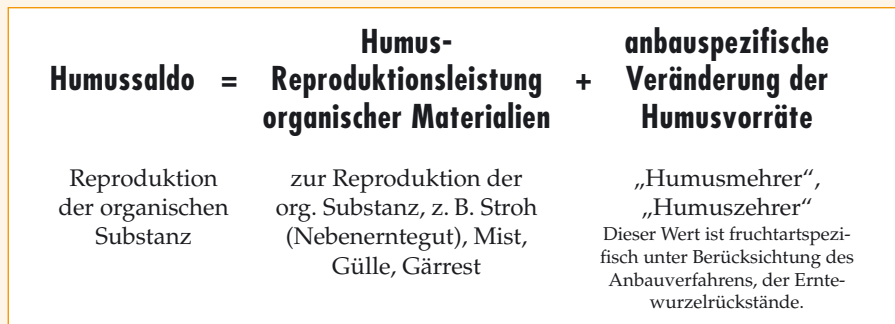 Humussaldo =
Humus-
Reproduktionsleistung
organischer Materialien
+
anbauspezifische
Veränderung der
Humusvorräte
Reproduktion
der organischen
Substanz
zur Reproduktion der
org. Substanz, z. B. Stroh
(Nebenerntegut), Mist,
Gülle, Gärrest
„Humusmehrer“,
„Humuszehrer“
Dieser Wert ist fruchtartspezi-
fisch unter Berücksichtung des
Anbauverfahrens, der Ernte-
wurzelrückstände.